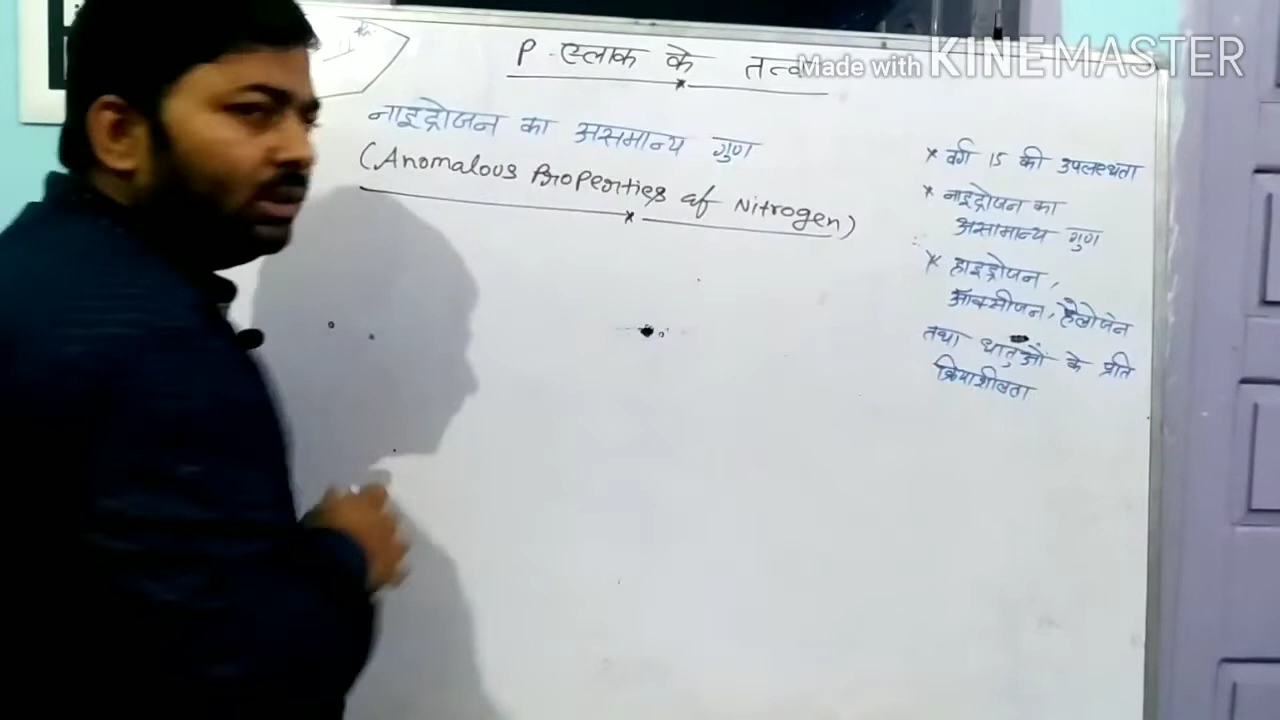 P-ब्लाक के तत्व
Made with KINEMASTER
नाइट्रोजन का असमान्य गुण
(Anomalous Properties of Nitrogen)
* वर्ग 15 की उपलब्धता
* नाइट्रोजन का
असामान्य गुण
* हाइड्रोजन,
ऑक्सीजन, हैलोजेन
तथा धातुओं के प्रति
क्रियाशीलता